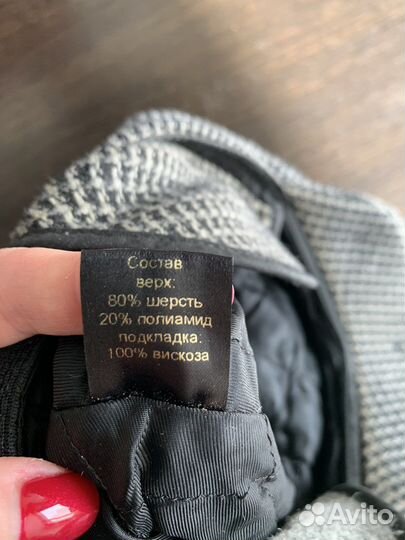 Состав
верх:
80% шерсть
20% полиамид
подкладка:
100% вискоза
Avito